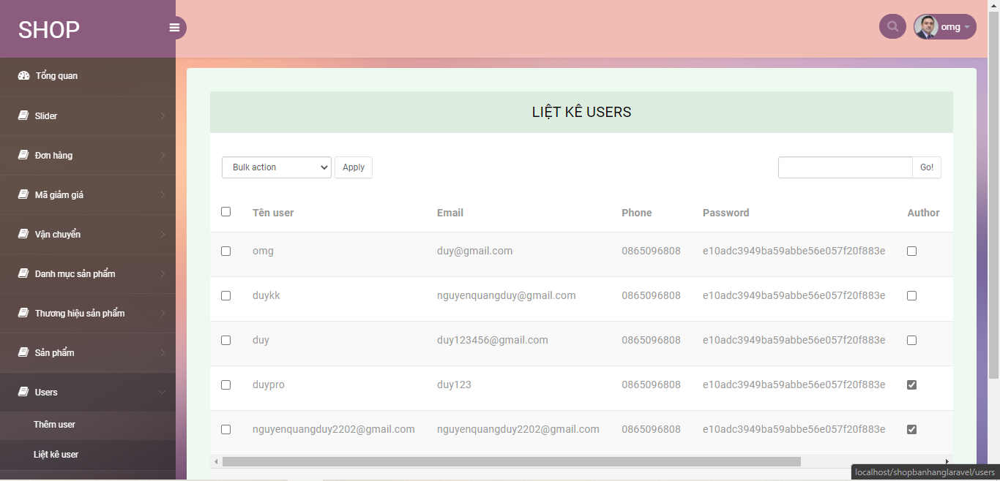 SHOP
omg
Tổng quan
Slider
Đơn hàng
Mã giảm giá
Vận chuyển
Danh mục sản phẩm
Thương hiệu sản phẩm
Sản phẩm
Users
Thêm user
Liệt kê user
LIỆT KÊ USERS
Bulk action Apply Go!
Tên user Email Phone Password Author
omg duy@gmail.com 0865096808 e10adc3949ba59abbe56e057f20f883e
duykk nguyenquangduy@gmail.com 0865096808 e10adc3949ba59abbe56e057f20f883e
duy duy123456@gmail.com 0865096808 e10adc3949ba59abbe56e057f20f883e
duypro duy123 0865096808 e10adc3949ba59abbe56e057f20f883e
nguyenquangduy2202@gmail.com nguyenquangduy2202@gmail.com 0865096808 e10adc3949ba59abbe56e057f20f883e
localhost/shopbanhanglaravel/users